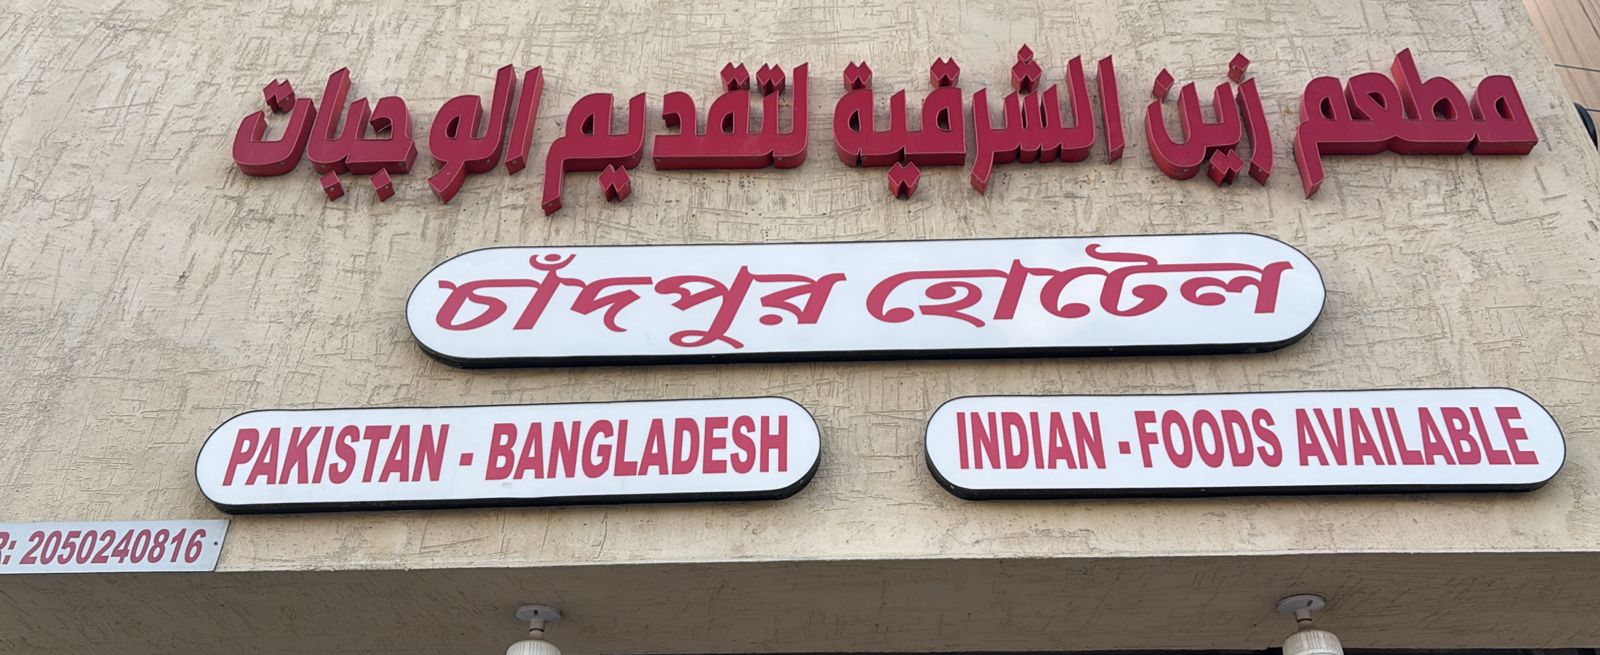 مطعم زين الشرقية لتقديم الوجبات
চাঁদপুর হোটেল
PAKISTAN - BANGLADESH
INDIAN - FOODS AVAILABLE
R: 2050240816